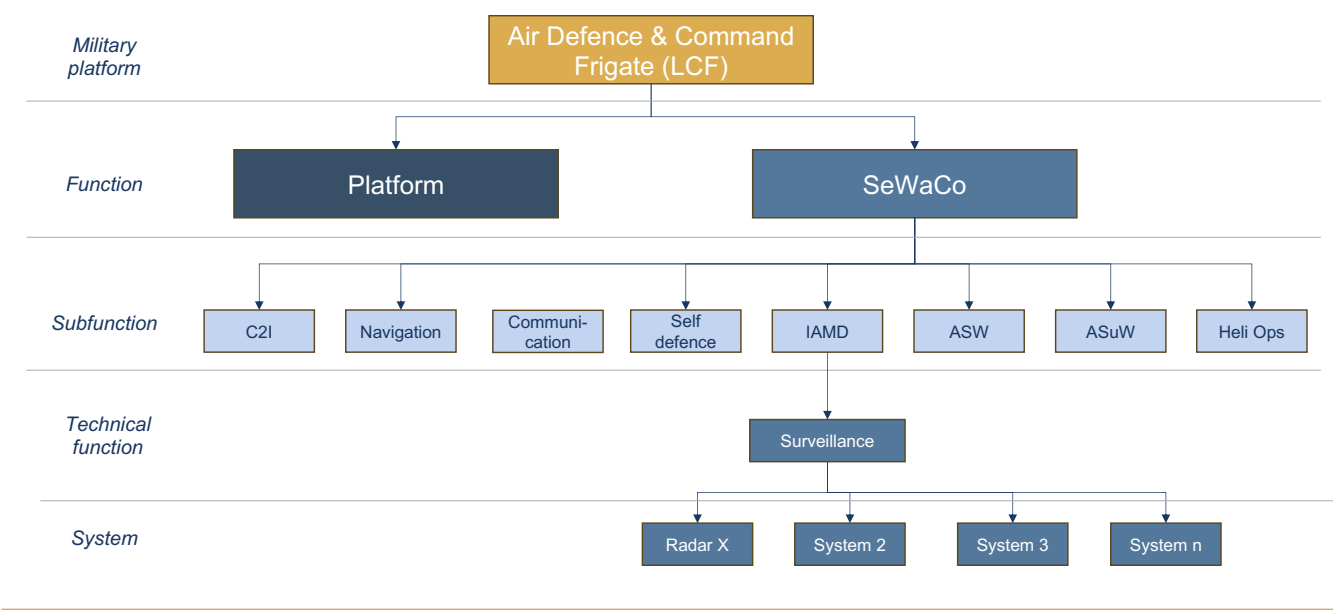 Military
platform
Air Defence & Command
Frigate (LCF)
Function
Platform
SeWaCo
Subfunction
C2I
Navigation
Communi-
cation
Self
defence
IAMD
ASW
ASuW
Heli Ops
Technical
function
Surveillance
System
Radar X
System 2
System 3
System n